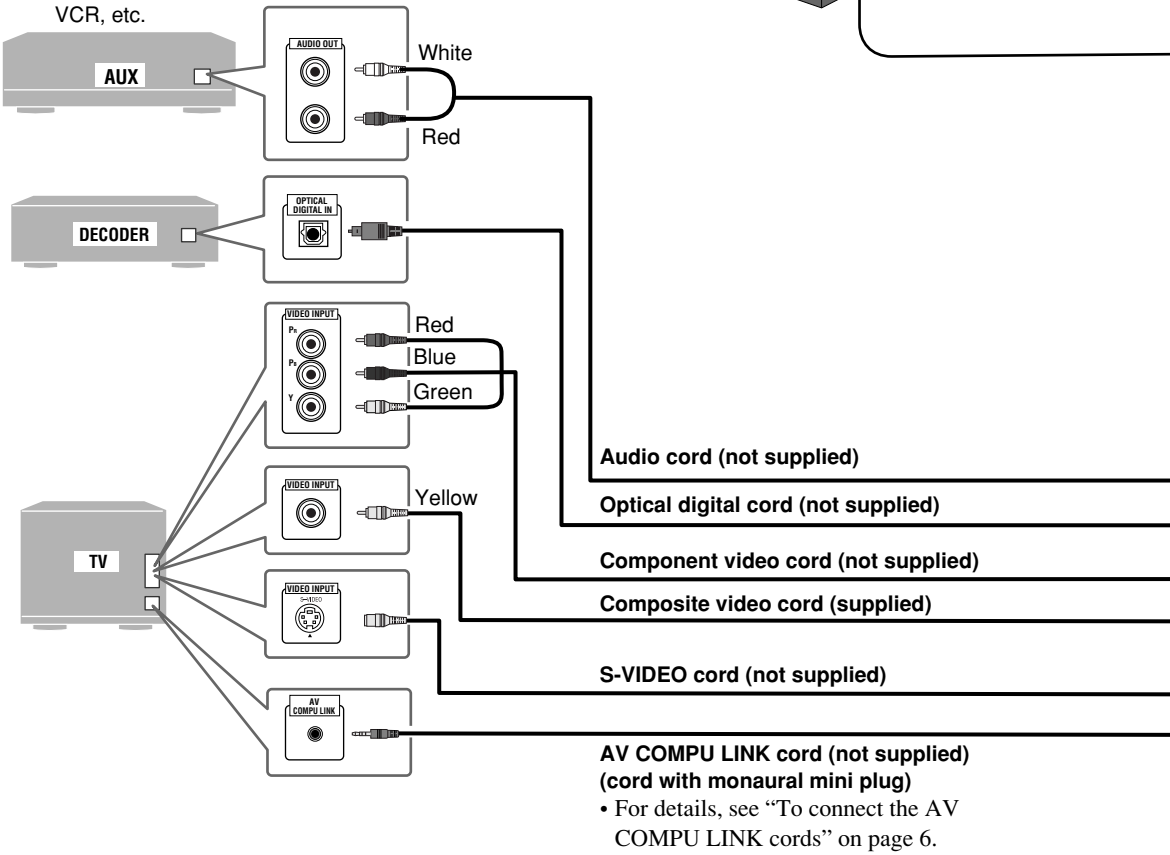 VCR, etc.
AUX
AUDIO OUT
White
Red
DECODER
OPTICAL
DIGITAL IN
VIDEO INPUT
PR
PB
Y
Red
Blue
Green
TV
VIDEO INPUT
Yellow
VIDEO INPUT
S-VIDEO
AV
COMPU LINK
Audio cord (not supplied)
Optical digital cord (not supplied)
Component video cord (not supplied)
Composite video cord (supplied)
S-VIDEO cord (not supplied)
AV COMPU LINK cord (not supplied)
(cord with monaural mini plug)
• For details, see “To connect the AV
COMPU LINK cords” on page 6.